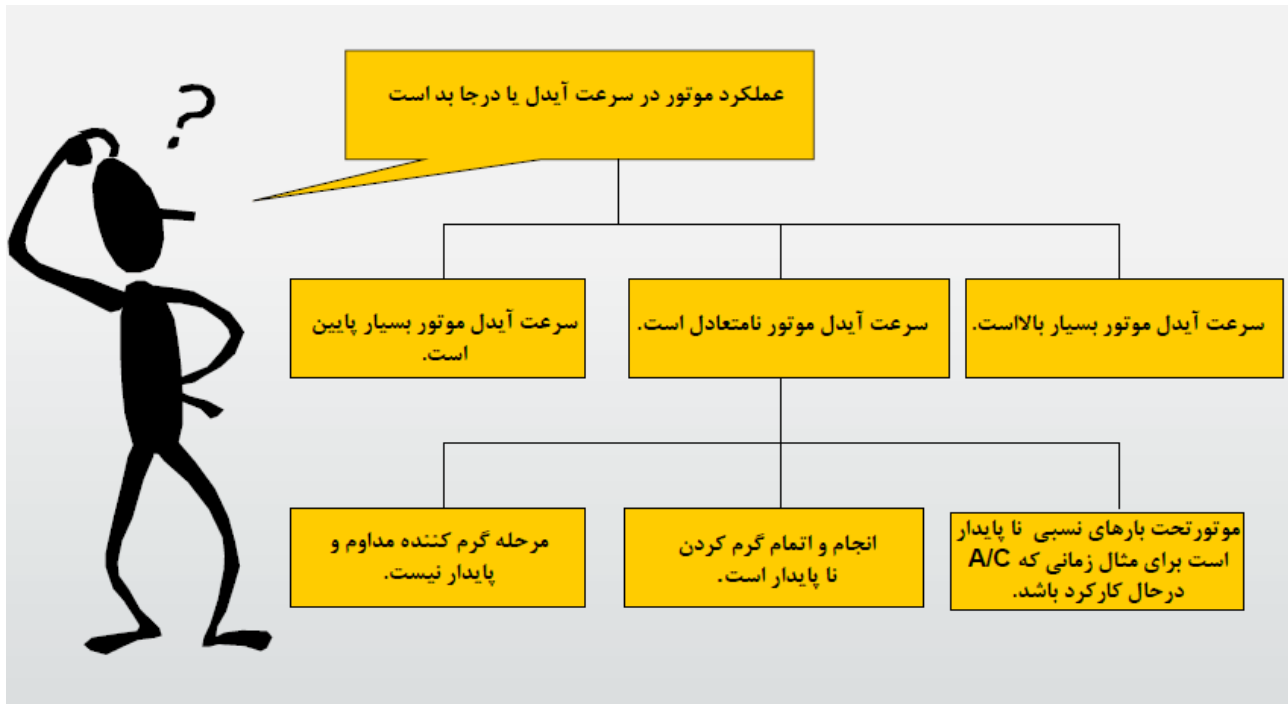 ?
عملکرد موتور در سرعت آیدل یا درجا بد است
سرعت آیدل موتور بسیار بالااست.
سرعت آیدل موتور نامتعادل است.
سرعت آیدل موتور بسیار پایین
است.
موتورتحت بارهای نسبی نا پایدار
است برای مثال زمانی که A/C
درحال کارکرد باشد.
انجام و اتمام گرم کردن
نا پایدار است.
مرحله گرم کننده مداوم و
پایدار نیست.